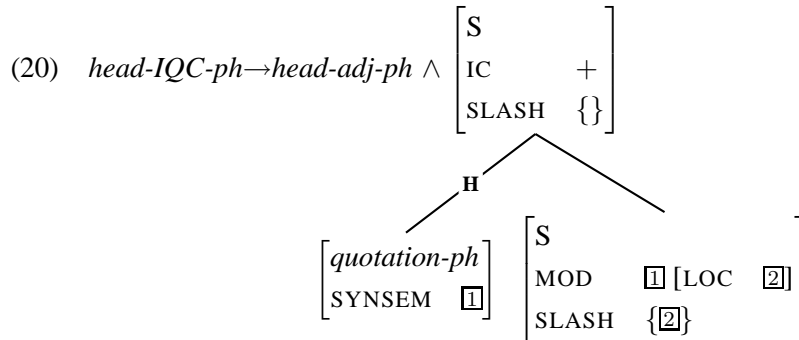 (20) head-IQC-ph→head-adj-ph ∧ [S
IC +
SLASH {}]
H
[quotation-ph
SYNSEM 1]
[S
MOD 1 [LOC 2]
SLASH {2}